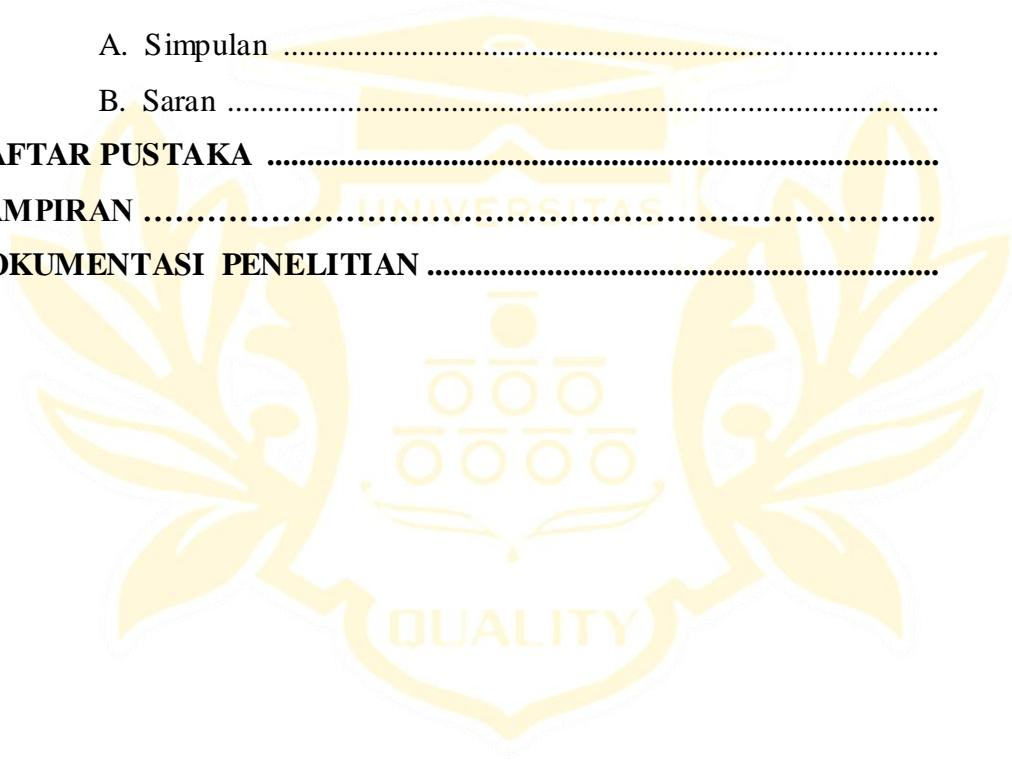 A. Simpulan ..................................................................................
B. Saran .........................................................................................
AFTAR PUSTAKA ....................................................................................
AMPIRAN ……………………………………………………………………...
OKUMENTASI PENELITIAN ................................................................
UNIVERSITAS
QUALITY